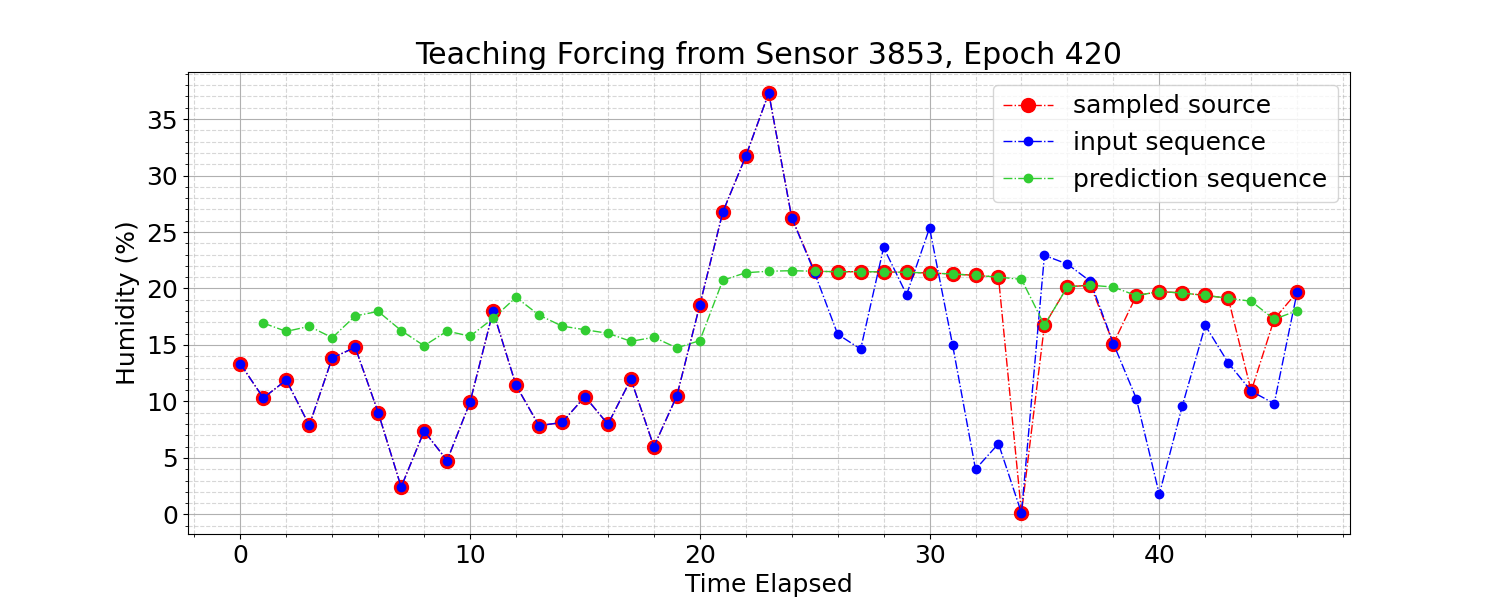 Teaching Forcing from Sensor 3853, Epoch 420
sampled source
input sequence
prediction sequence
Humidity (%)
35
30
25
20
15
10
5
0
0 10 20 30 40
Time Elapsed